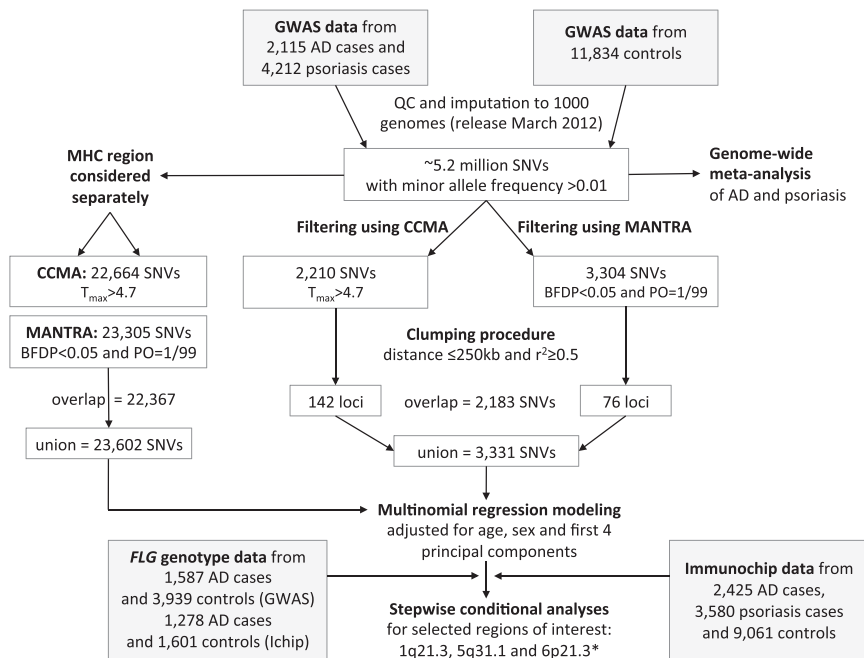 GWAS data from
2,115 AD cases and
4,212 psoriasis cases
GWAS data from
11,834 controls
QC and imputation to 1000
genomes (release March 2012)
MHC region
considered
separately
~5.2 million SNVs
with minor allele frequency >0.01
Genome-wide
meta-analysis
of AD and psoriasis
Filtering using CCMA
Filtering using MANTRA
CCMA: 22,664 SNVs
Tmax>4.7
2,210 SNVs
Tmax>4.7
3,304 SNVs
BFDP<0.05 and PO=1/99
MANTRA: 23,305 SNVs
BFDP<0.05 and PO=1/99
Clumping procedure
distance ≤250kb and r²≥0.5
overlap = 22,367
142 loci
overlap = 2,183 SNVs
76 loci
union = 23,602 SNVs
union = 3,331 SNVs
Multinomial regression modeling
adjusted for age, sex and first 4
principal components
FLG genotype data from
1,587 AD cases
and 3,939 controls (GWAS)
1,278 AD cases
and 1,601 controls (Ichip)
Immunochip data from
2,425 AD cases,
3,580 psoriasis cases
and 9,061 controls
Stepwise conditional analyses
for selected regions of interest:
1q21.3, 5q31.1 and 6p21.3*